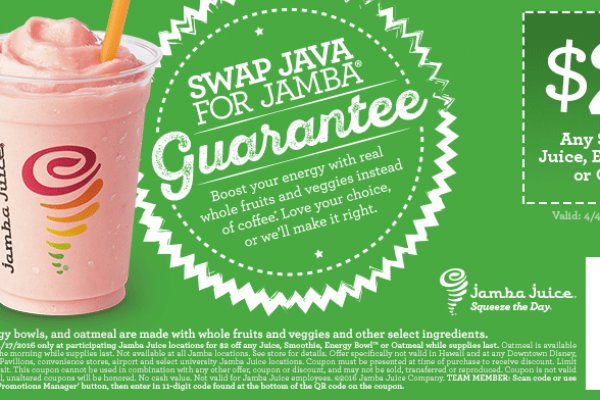 SWAP JAVA
FOR JAMBA®
Guarantee
Boost your energy with real
whole fruits and veggies instead
of coffee.* Love your choice,
or we'll make it right.
Jamba Juice
$
Any
Juice,
or
Valid: 4/4
Jamba Juice.
Squeeze the Day.
bowls, and oatmeal are made with whole fruits and veggies and other select ingredients.
/17/2016 only at participating Jamba Juice locations for $2 off any Juice, Smoothie, Energy Bowl™ or Oatmeal while supplies last. Oatmeal is available
the morning while supplies last. Not available at all Jamba locations. See store for details. Offer specifically not valid in Hawaii and at any Downtown Disney,
Pavilions, convenience stores, airport and select university Jamba Juice locations. Coupon must be presented at time of purchase to receive discount. Limit
This coupon cannot be used in combination with any other offer, coupon or discount, and may not be sold, transferred or reproduced. Coupon is not valid
unaltered coupons will be honored. No cash value. Not valid for Jamba Juice employees. ©2016 Jamba Juice Company. TEAM MEMBER: Scan code or use
Promotions Manager' button, then enter in 11-digit code found at the bottom of the QR code on the coupon.